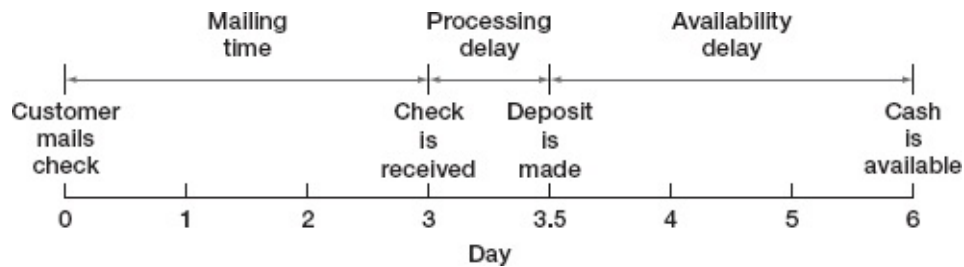 Mailing time
Processing delay
Availability delay
Customer mails check
Check is received
Deposit is made
Cash is available
0 1 2 3 3.5 4 5 6
Day